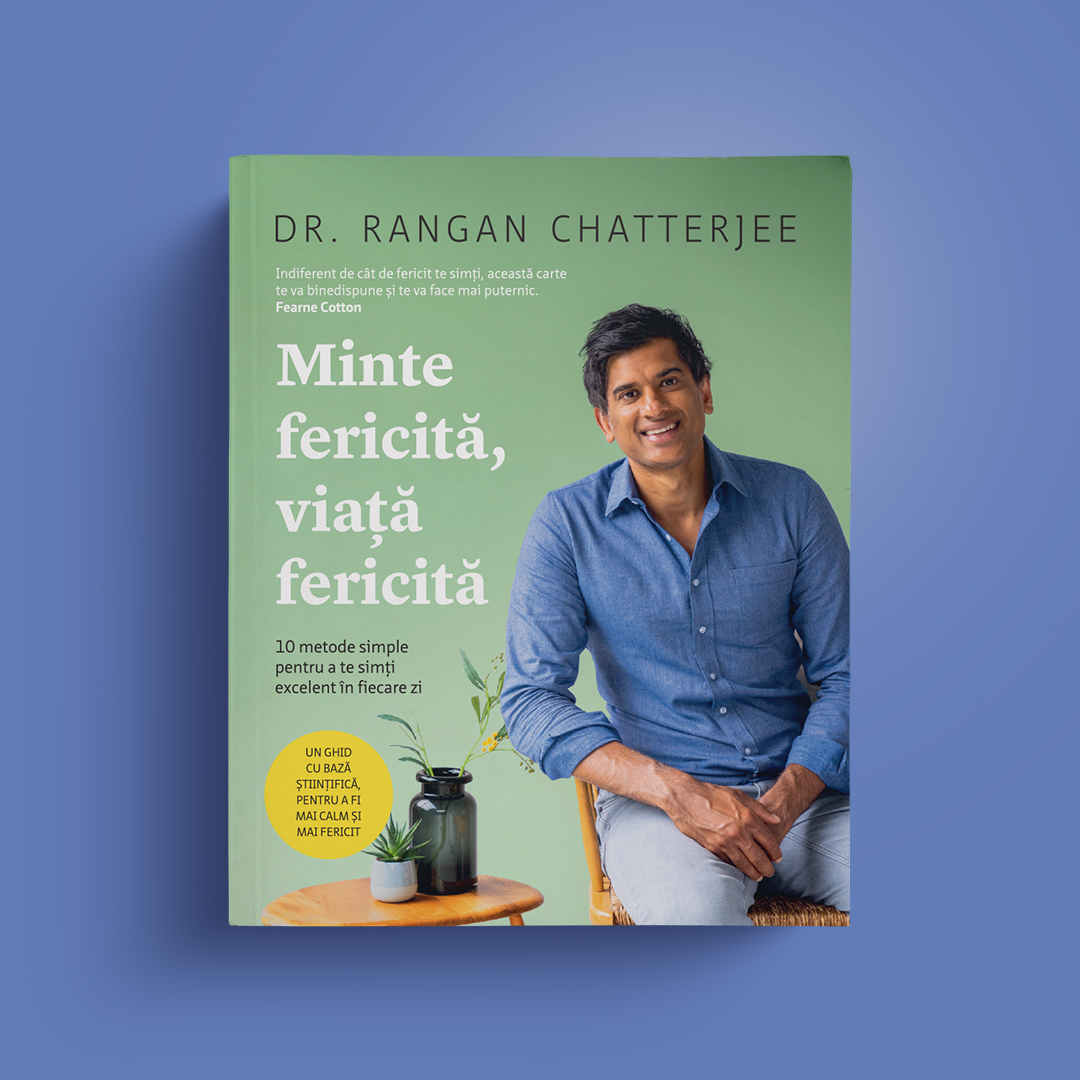 DR. RANGAN CHATTERJEE
Indiferent de cât de fericit te simți, această carte
te va binedispune și te va face mai puternic.
Fearne Cotton
Minte
fericită,
viață
fericită
10 metode simple
pentru a te simți
excelent în fiecare zi
UN GHID
CU BAZĂ
ȘTIINȚIFICĂ,
PENTRU A FI
MAI CALM ȘI
MAI FERICIT